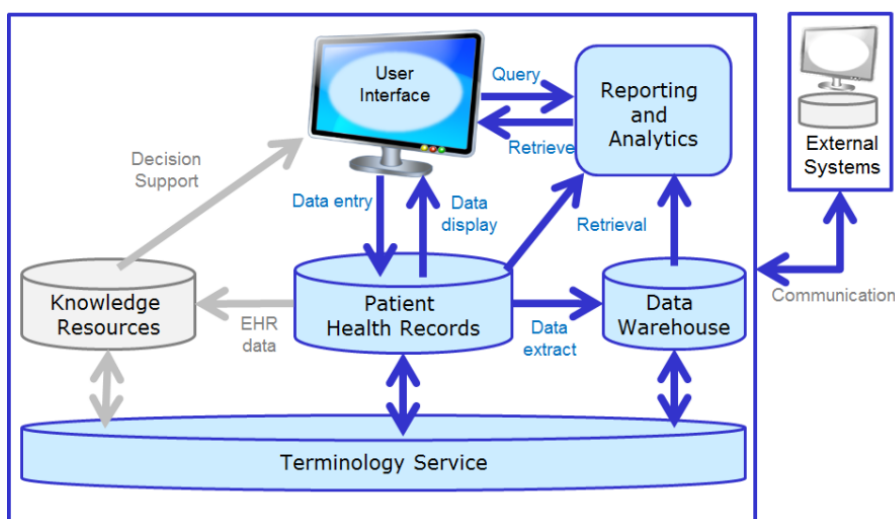 User
Interface
Query
Reporting
and
Analytics
Retrieve
External
Systems
Decision
Support
Data entry
Data
display
Retrieval
Knowledge
Resources
EHR
data
Patient
Health Records
Data
extract
Data
Warehouse
Communication
Terminology Service